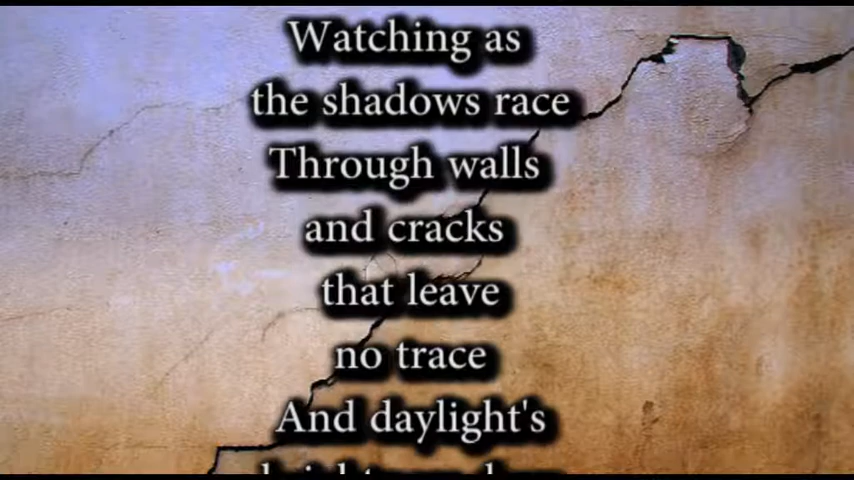 Watching as
the shadows race
Through walls
and cracks
that leave
no trace
And daylight's